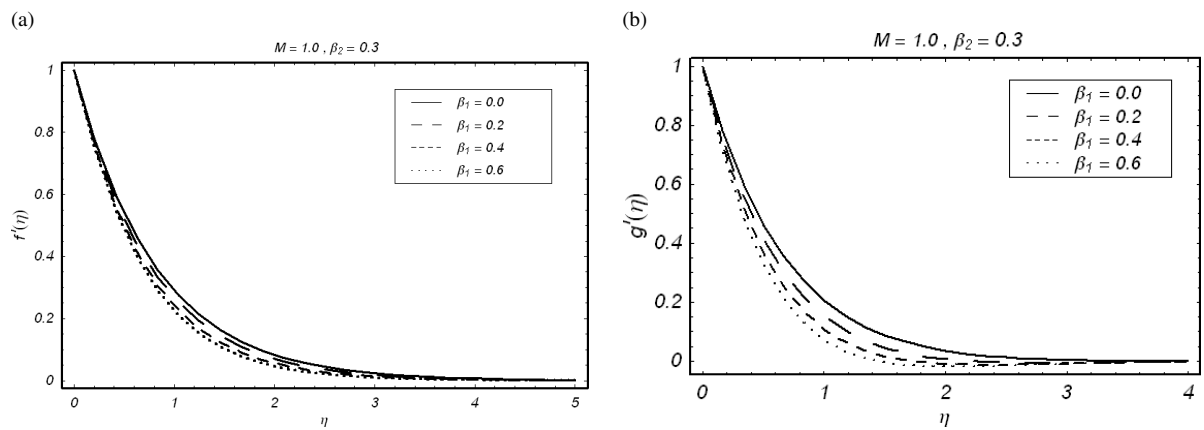 (a)
M = 1.0 , β₂ = 0.3
1
0.8
0.6
0.4
0.2
0
f'(η)
β₁ = 0.0
β₁ = 0.2
β₁ = 0.4
β₁ = 0.6
0 1 2 3 4 5
η
(b)
M = 1.0 , β₂ = 0.3
1
0.8
0.6
0.4
0.2
0
g'(η)
β₁ = 0.0
β₁ = 0.2
β₁ = 0.4
β₁ = 0.6
0 1 2 3 4
η